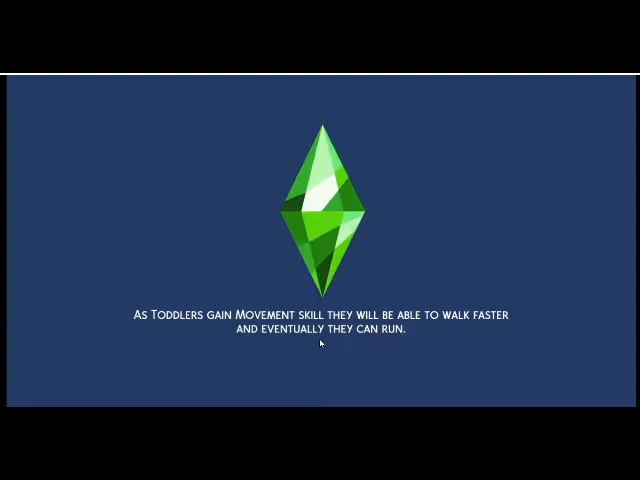 As Toddlers gain Movement skill they will be able to walk faster
and eventually they can run.